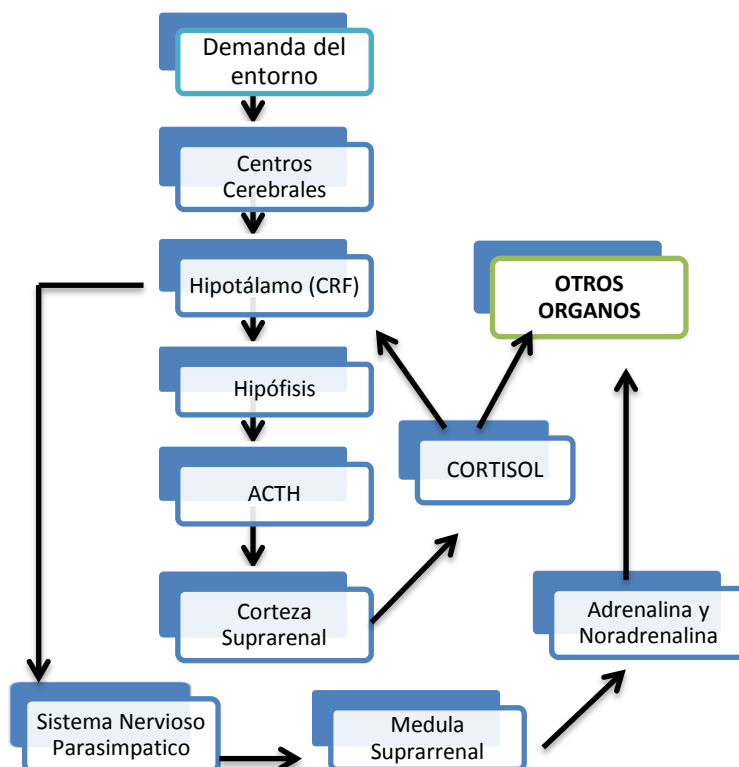 Demanda del
entorno
Centros
Cerebrales
Hipotálamo (CRF)
OTROS
ORGANOS
Hipófisis
CORTISOL
ACTH
Corteza
Suprarenal
Adrenalina y
Noradrenalina
Sistema Nervioso
Parasimpatico
Medula
Suprarrenal